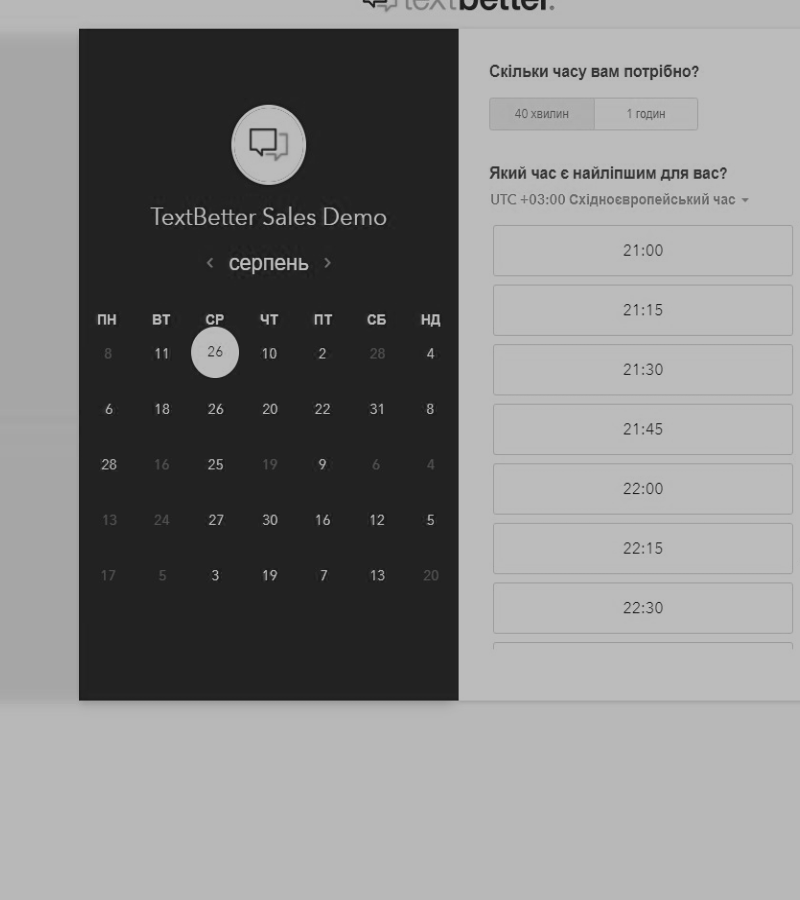 textbetter.
TextBetter Sales Demo
серпень
ПН ВТ СР ЧТ ПТ СБ НД
8 11 26 10 2 28 4
6 18 26 20 22 31 8
28 16 25 19 9 6 4
13 24 27 30 16 12 5
17 5 3 19 7 13 20
Скільки часу вам потрібно?
40 хвилин 1 годин
Який час є найліпшим для вас?
UTC +03:00 Східноєвропейський час
21:00
21:15
21:30
21:45
22:00
22:15
22:30